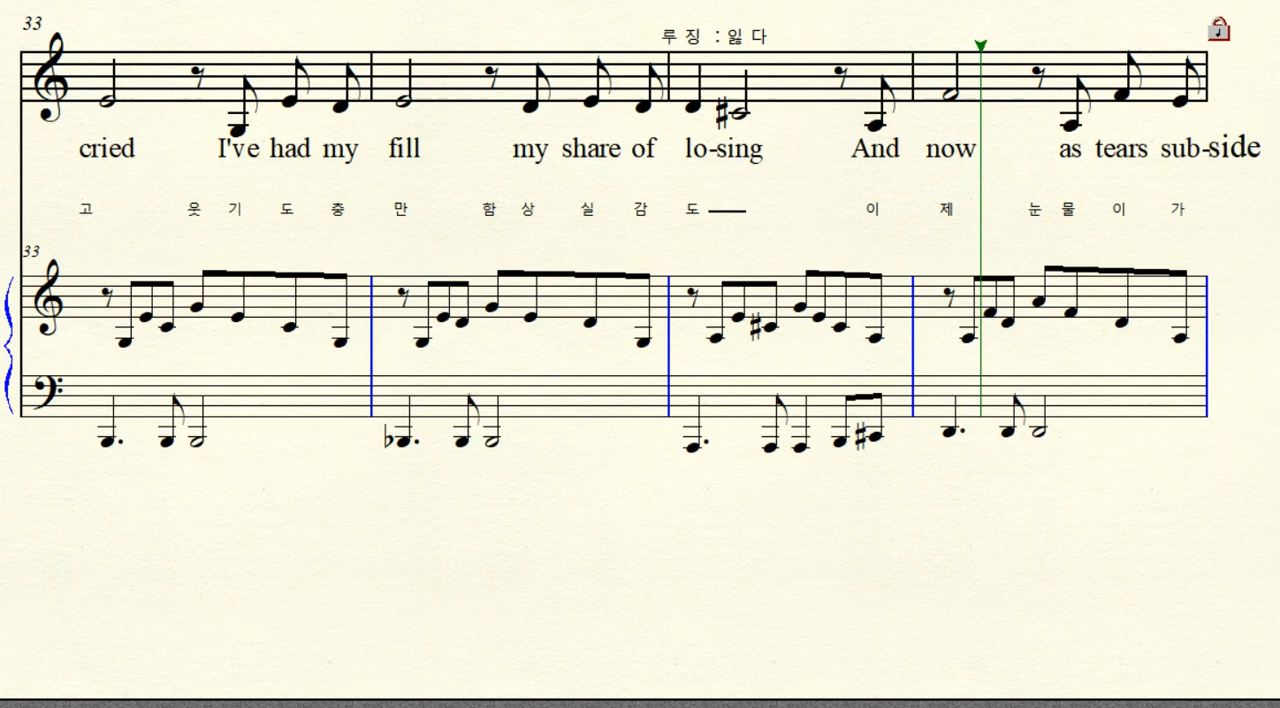 33
루 징 : 잃 다
cried I've had my fill my share of lo-sing And now as tears sub-side
고 웃 기 도 충 만 함 상 실 감 도 이 제 눈 물 이 가
33